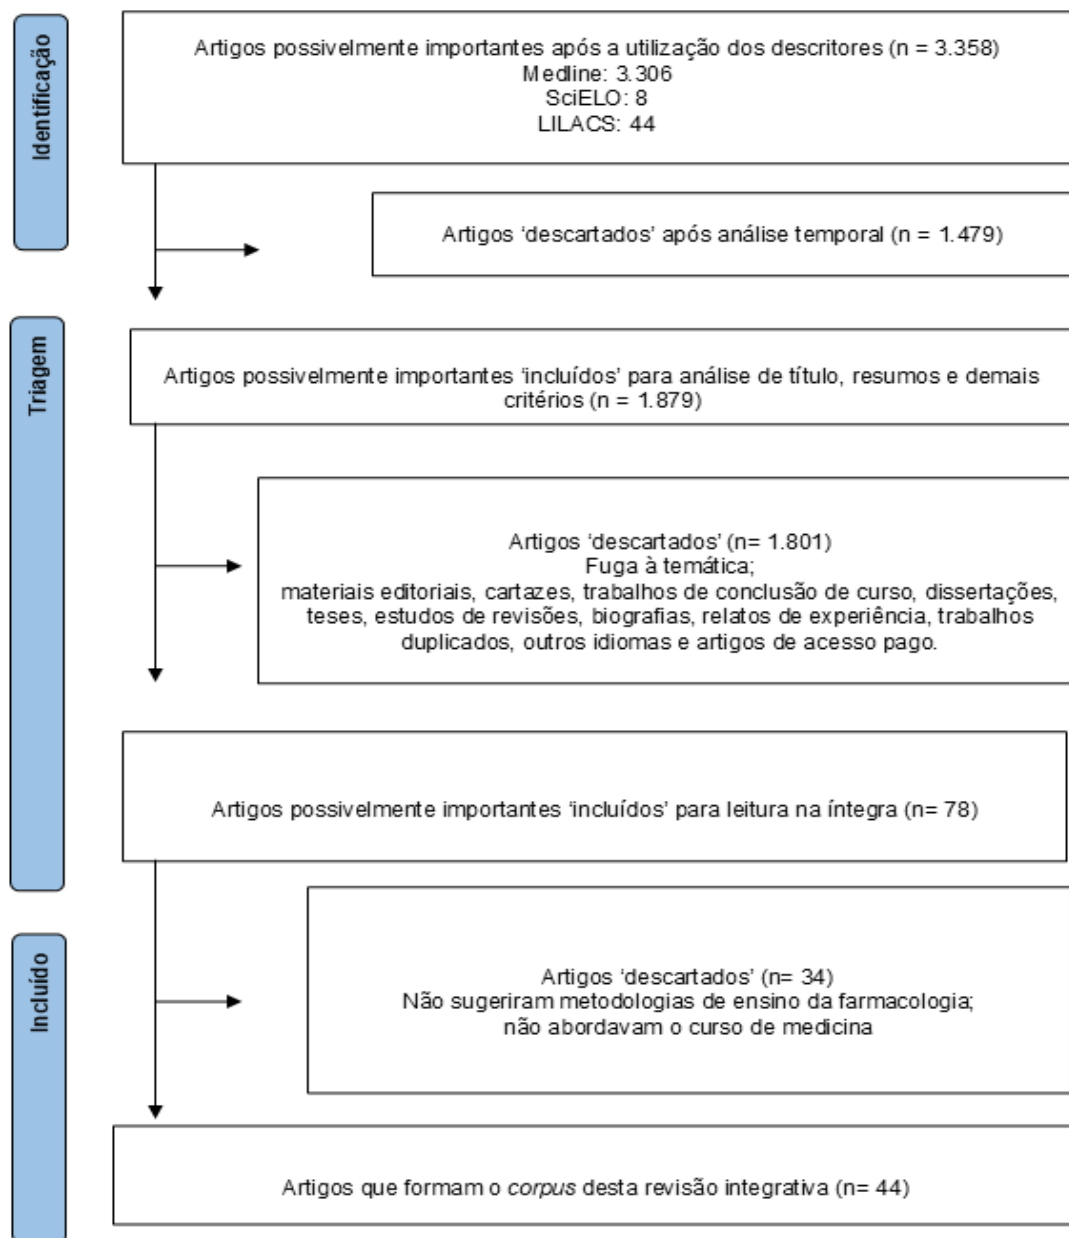 Identificação
Artigos possivelmente importantes após a utilização dos descritores (n = 3.358)
Medline: 3.306
SciELO: 8
LILACS: 44
Artigos ‘descartados’ após análise temporal (n = 1.479)
Triagem
Artigos possivelmente importantes ‘incluídos’ para análise de título, resumos e demais
critérios (n = 1.879)
Artigos ‘descartados’ (n= 1.801)
Fuga à temática;
materiais editoriais, cartazes, trabalhos de conclusão de curso, dissertações,
teses, estudos de revisões, biografias, relatos de experiência, trabalhos
duplicados, outros idiomas e artigos de acesso pago.
Artigos possivelmente importantes ‘incluídos’ para leitura na íntegra (n= 78)
Incluído
Artigos ‘descartados’ (n= 34)
Não sugeriram metodologias de ensino da farmacologia;
não abordavam o curso de medicina
Artigos que formam o corpus desta revisão integrativa (n= 44)